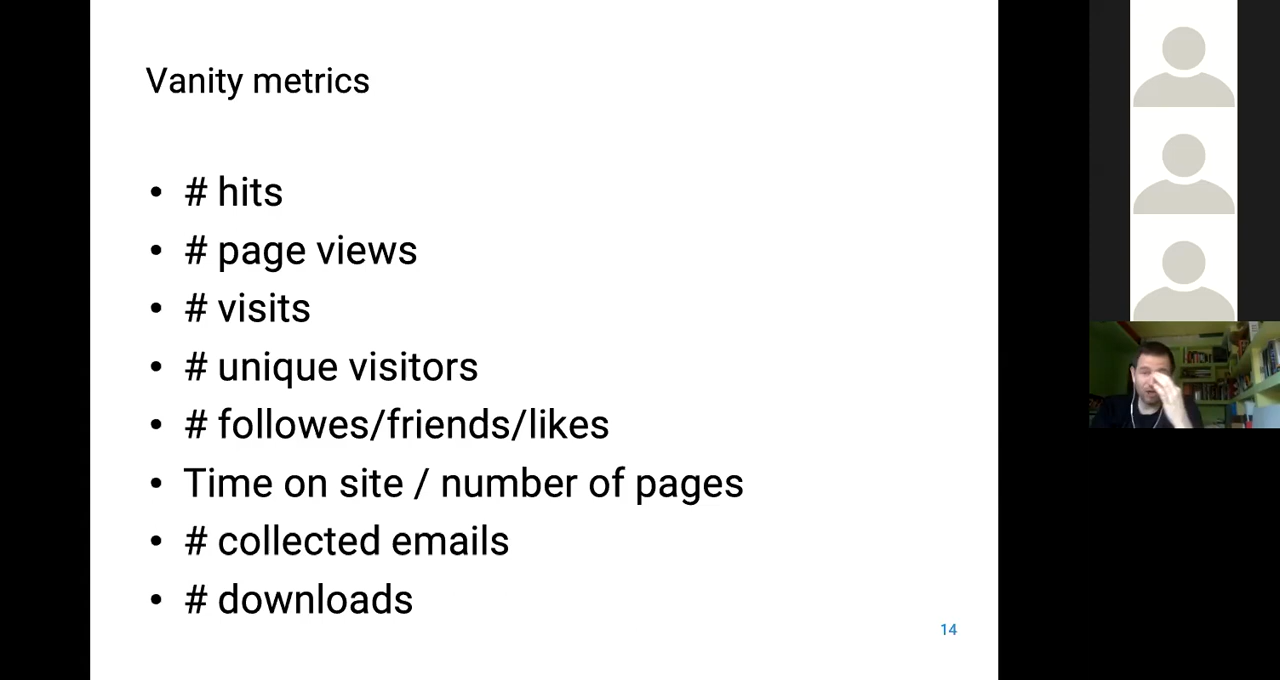 Vanity metrics
• # hits
• # page views
• # visits
• # unique visitors
• # followes/friends/likes
• Time on site / number of pages
• # collected emails
• # downloads
14